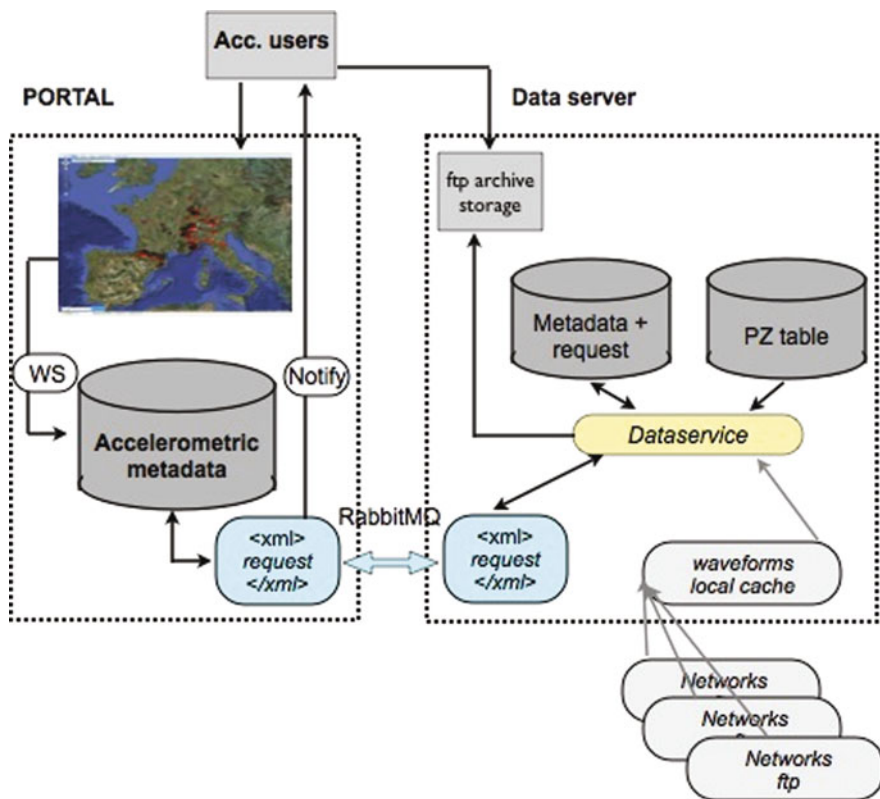 Acc. users
PORTAL
Data server
ftp archive
storage
Metadata +
request
PZ table
WS
Notify
Accelerometric
metadata
Dataservice
RabbitMQ
<xml>
request
</xml>
<xml>
request
</xml>
waveforms
local cache
Networks
Networks
Networks
ftp